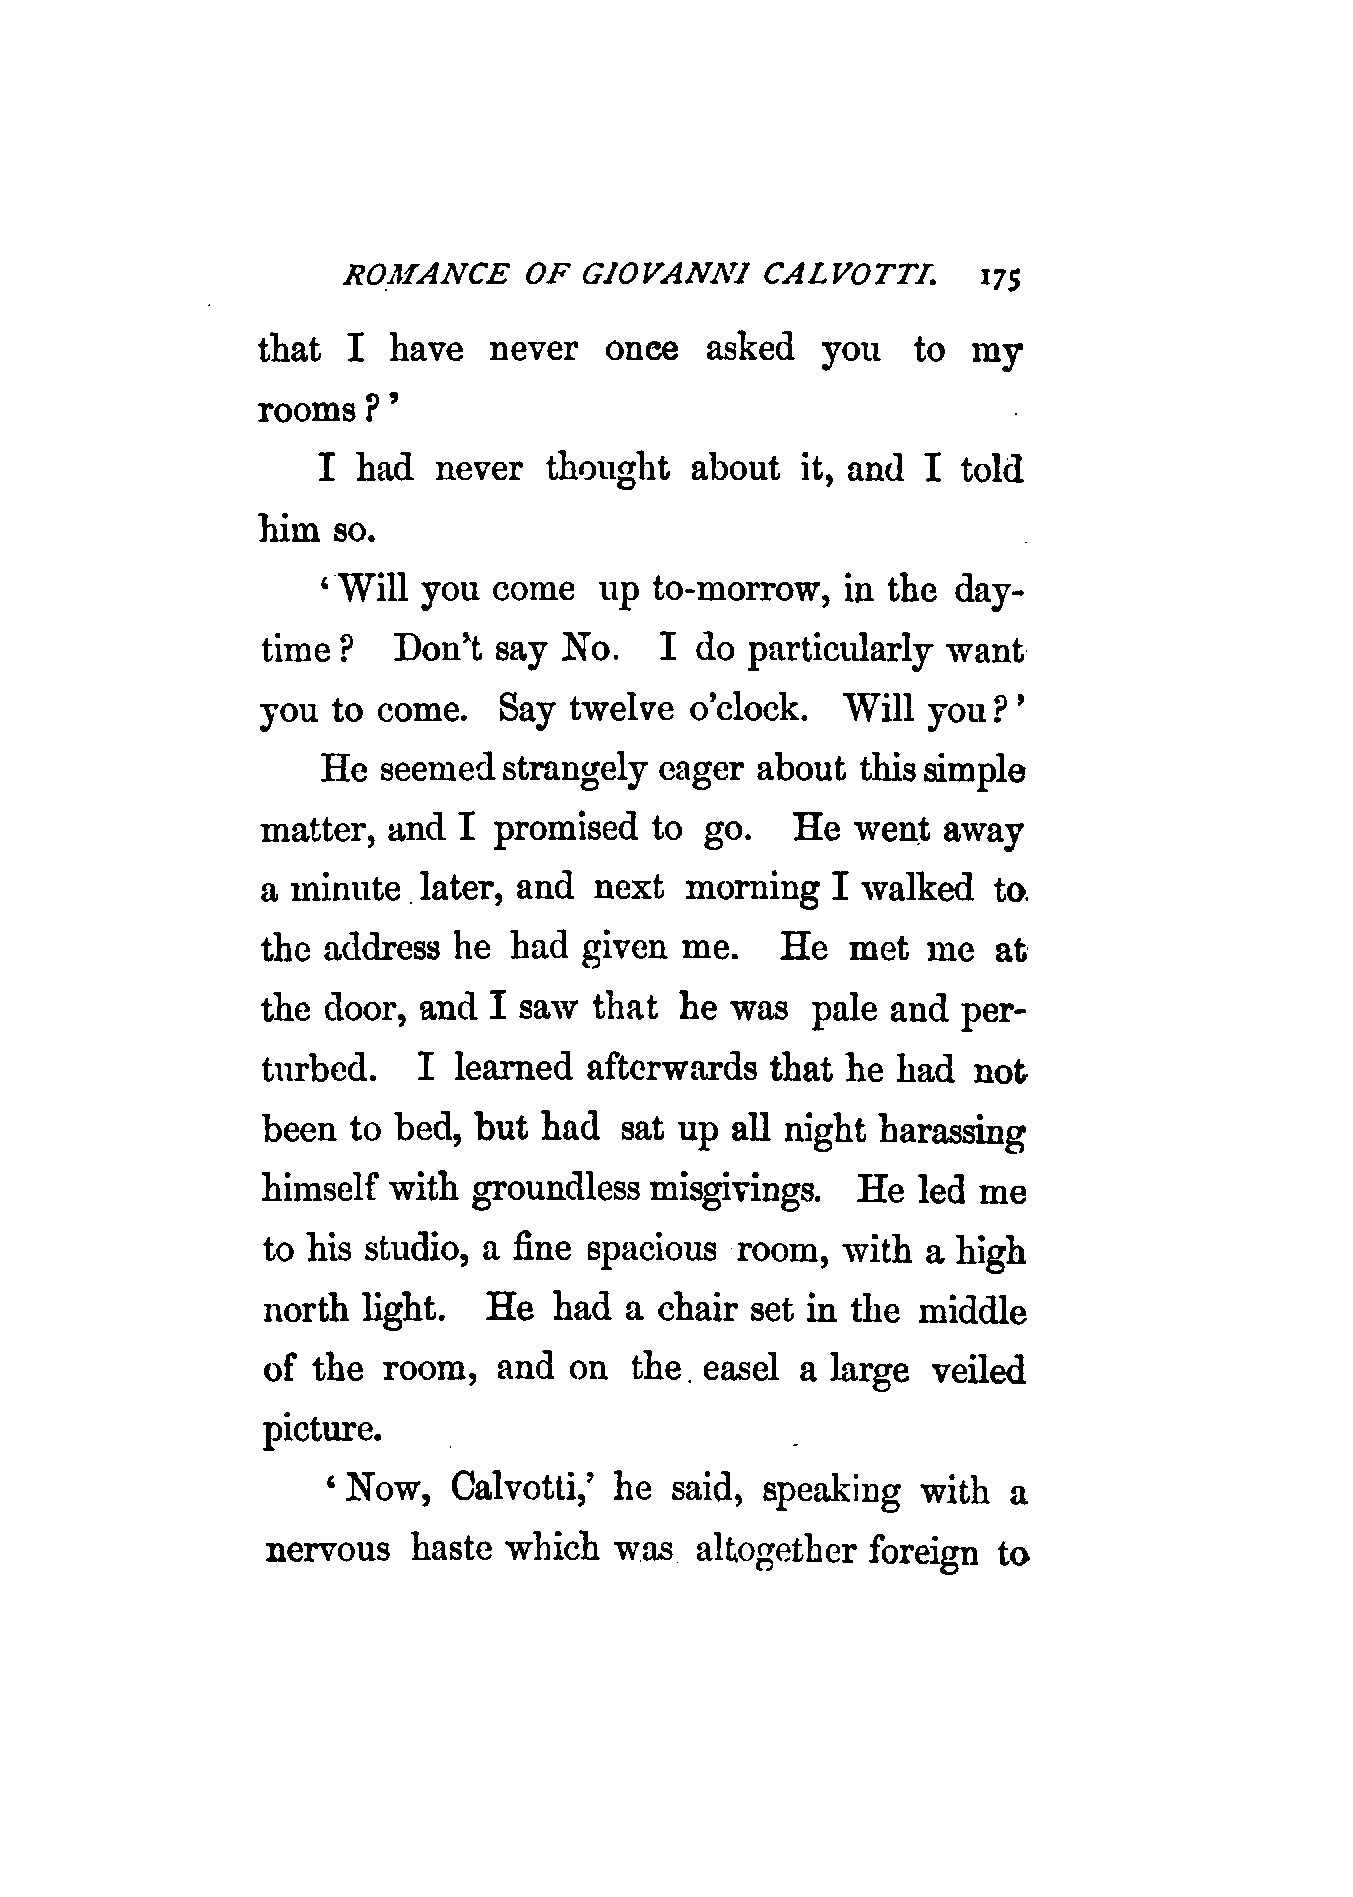 ROMANCE OF GIOVANNI CALVOTTI. 175
that I have never once asked you to my
rooms?’
I had never thought about it, and I told
him so.
‘Will you come up to-morrow, in the day-
time? Don't say No. I do particularly want
you to come. Say twelve o'clock. Will you?’
He seemed strangely eager about this simple
matter, and I promised to go. He went away
a minute later, and next morning I walked to
the address he had given me. He met me at
the door, and I saw that he was pale and per-
turbed. I learned afterwards that he had not
been to bed, but had sat up all night harassing
himself with groundless misgivings. He led me
to his studio, a fine spacious room, with a high
north light. He had a chair set in the middle
of the room, and on the easel a large veiled
picture.
‘Now, Calvotti,’ he said, speaking with a
nervous haste which was altogether foreign to